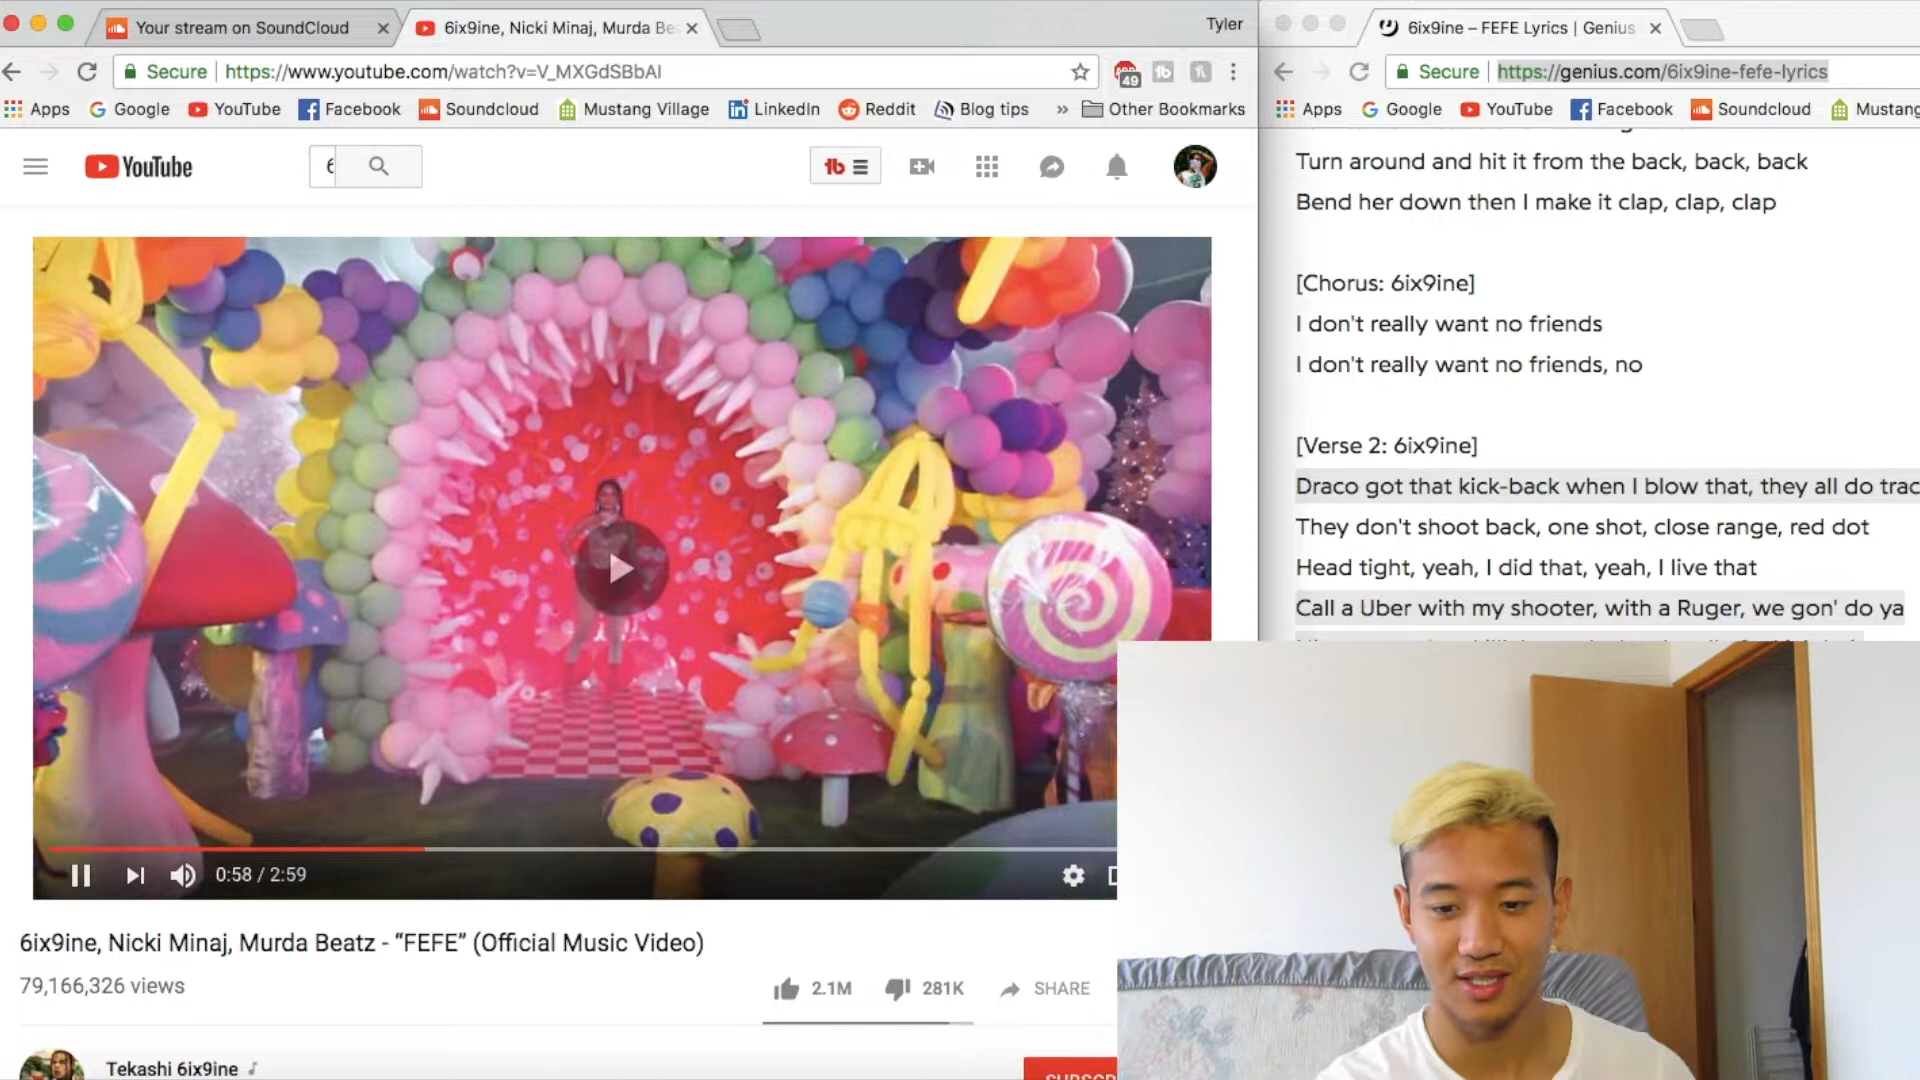 Your stream on SoundCloud
6ix9ine, Nicki Minaj, Murda Be
Tyler
Secure https://www.youtube.com/watch?v=V_MXGdSBbAI
49
Apps Google YouTube Facebook Soundcloud Mustang Village LinkedIn Reddit Blog tips » Other Bookmarks
YouTube
6
0:58 / 2:59
6ix9ine, Nicki Minaj, Murda Beatz - “FEFE” (Official Music Video)
79,166,326 views
2.1M 281K SHARE
Tekashi 6ix9ine
6ix9ine – FEFE Lyrics | Genius
Secure https://genius.com/6ix9ine-fefe-lyrics
Apps Google YouTube Facebook Soundcloud Mustang
Turn around and hit it from the back, back, back
Bend her down then I make it clap, clap, clap
[Chorus: 6ix9ine]
I don't really want no friends
I don't really want no friends, no
[Verse 2: 6ix9ine]
Draco got that kick-back when I blow that, they all do trac
They don't shoot back, one shot, close range, red dot
Head tight, yeah, I did that, yeah, I live that
Call a Uber with my shooter, with a Ruger, we gon' do ya